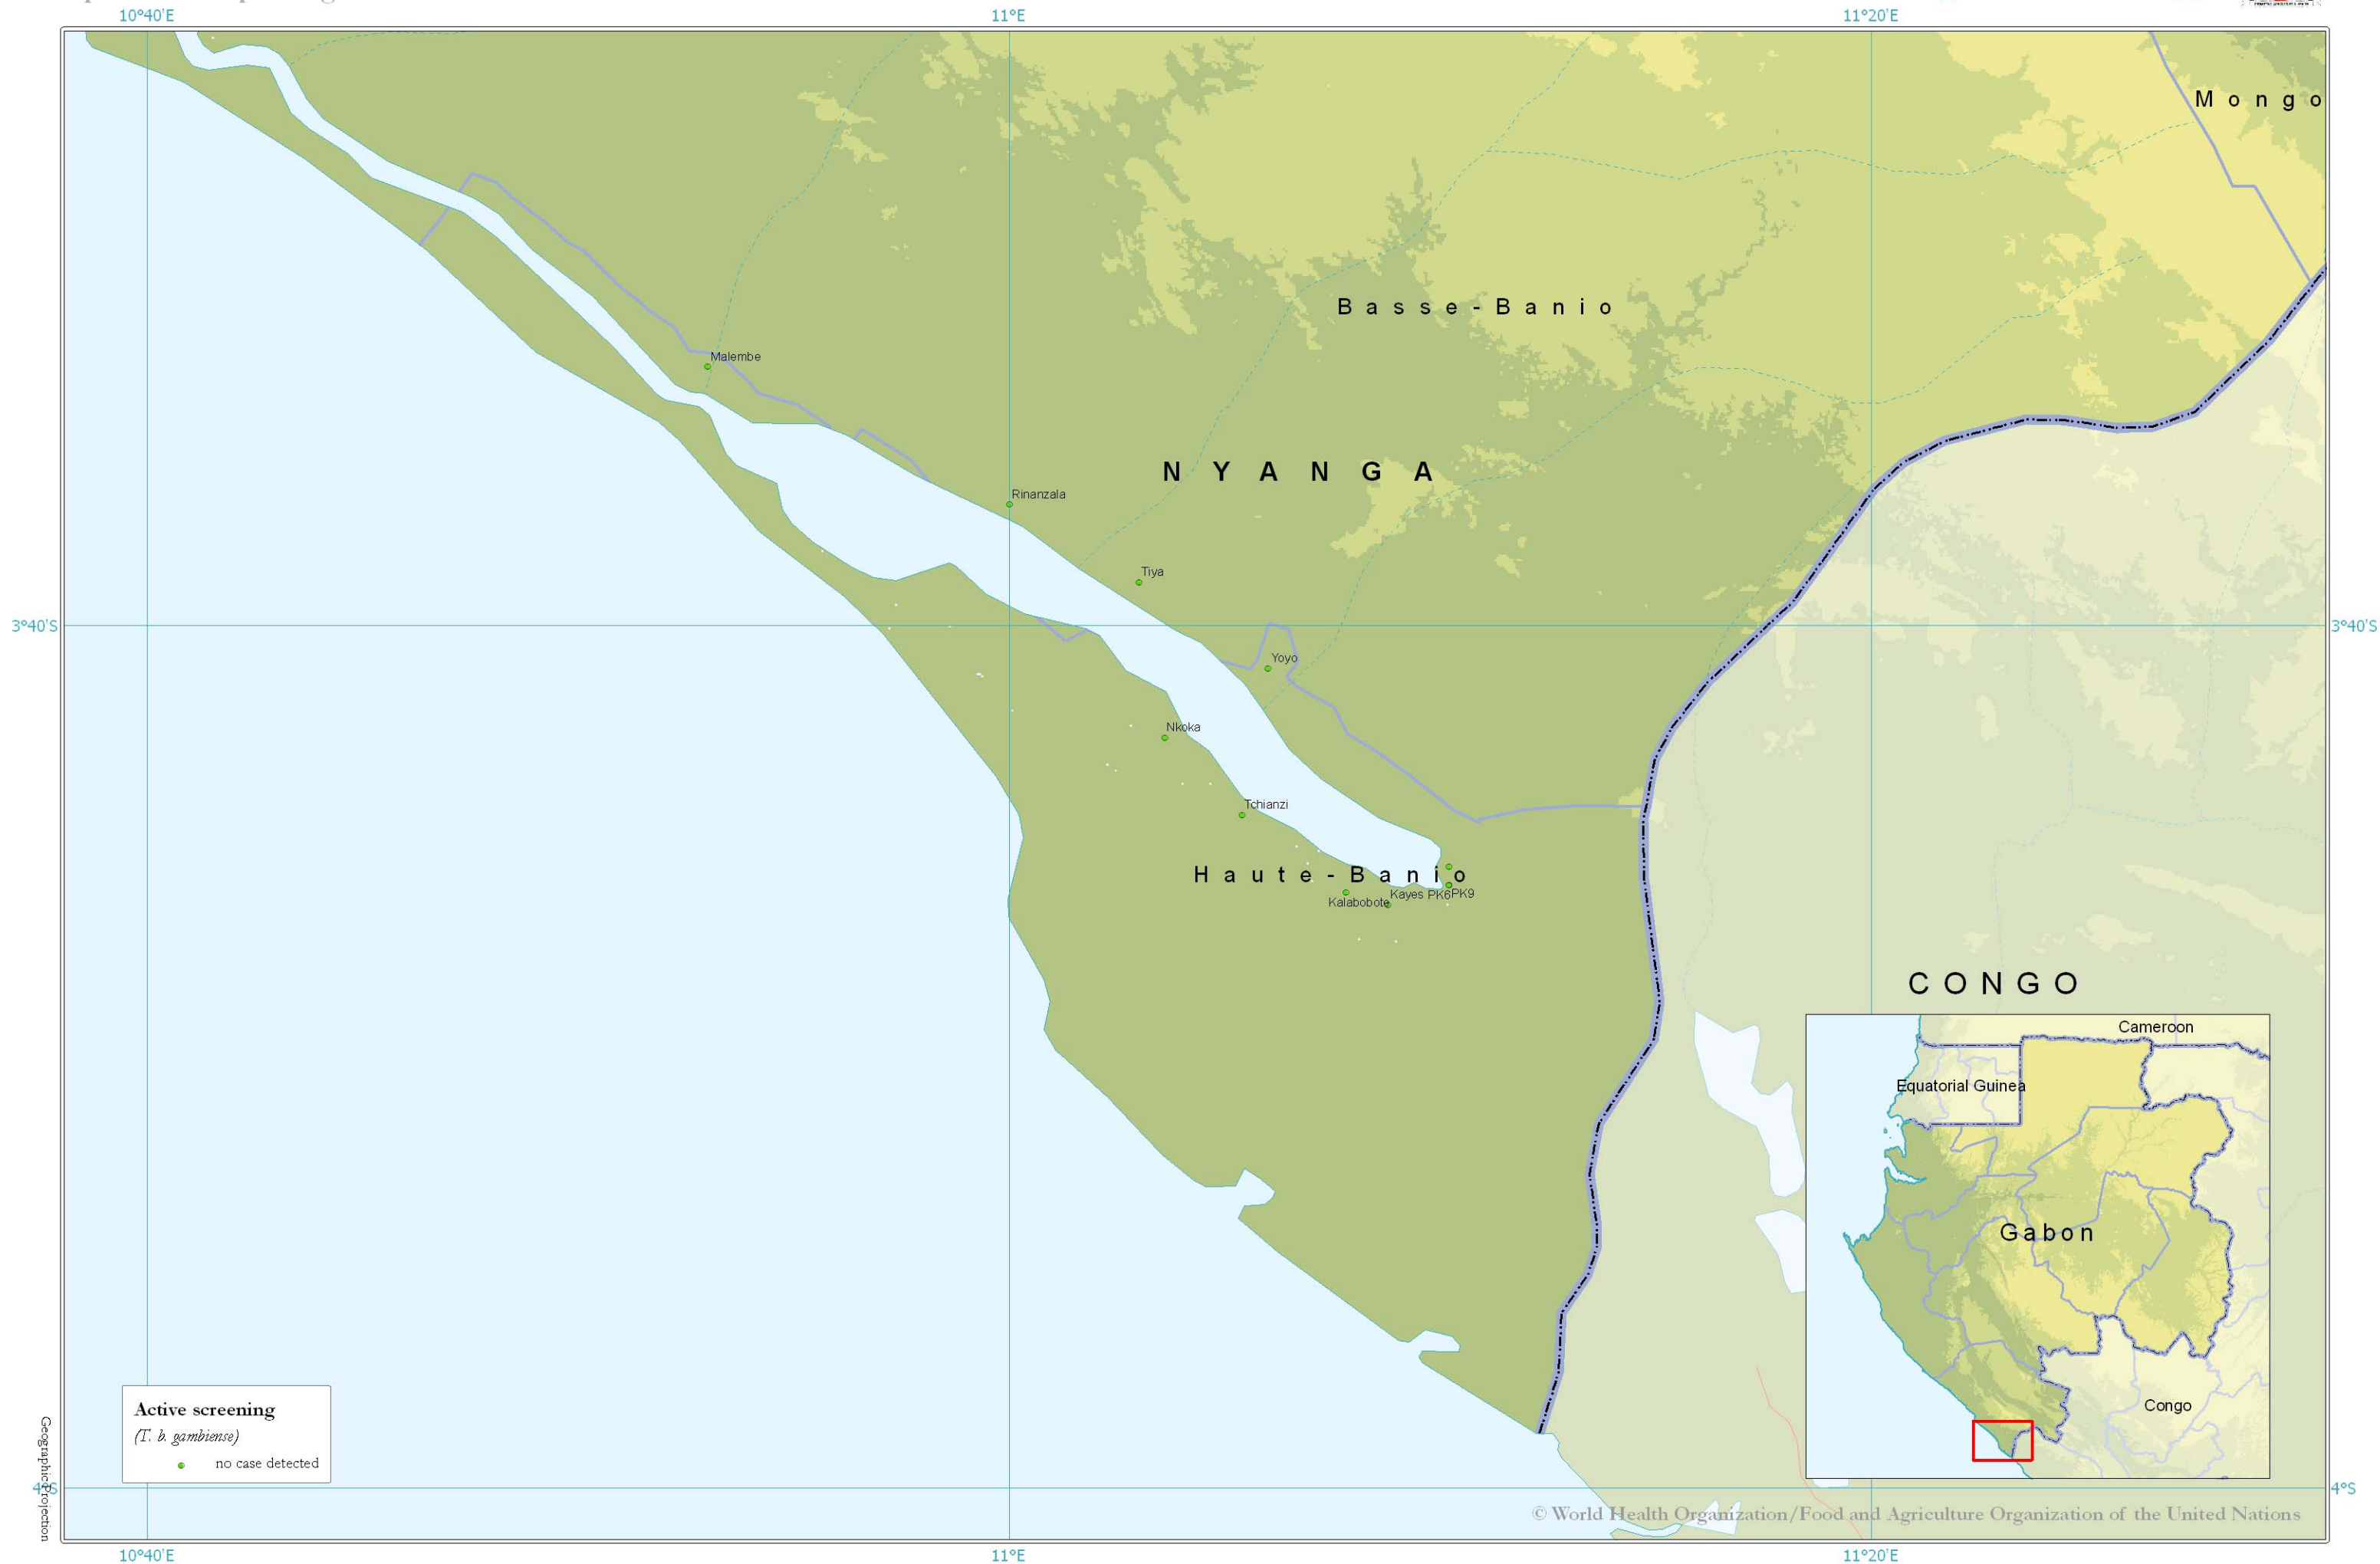 10°40'E 11°E 11°20'E
Mongo
Basse-Banio
Malembe
NYANGA
Rinanzala
Tiya
3°40'S 3°40'S
Yoyo
Nkoka
Tchianzi
Haute-Banio
Kayes PK6 PK9
Kalabobote
CONGO
Cameroon
Equatorial Guinea
Gabon
Congo
Active screening
(T. b. gambiense)
no case detected
Geographic Projection
4°S 4°S
© World Health Organization/Food and Agriculture Organization of the United Nations
10°40'E 11°E 11°20'E